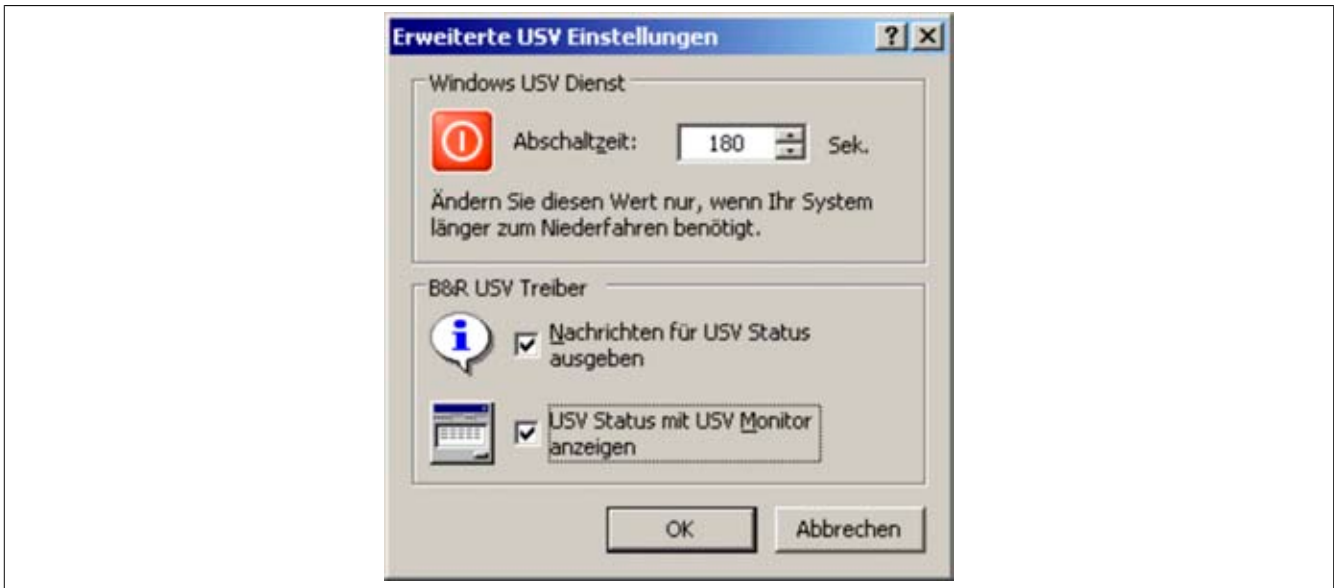 Erweiterte USV Einstellungen
Windows USV Dienst
Abschaltzeit: 180 Sek.
Ändern Sie diesen Wert nur, wenn Ihr System
länger zum Niederfahren benötigt.
B&R USV Treiber
Nachrichten für USV Status
ausgeben
USV Status mit USV Monitor
anzeigen
OK Abbrechen